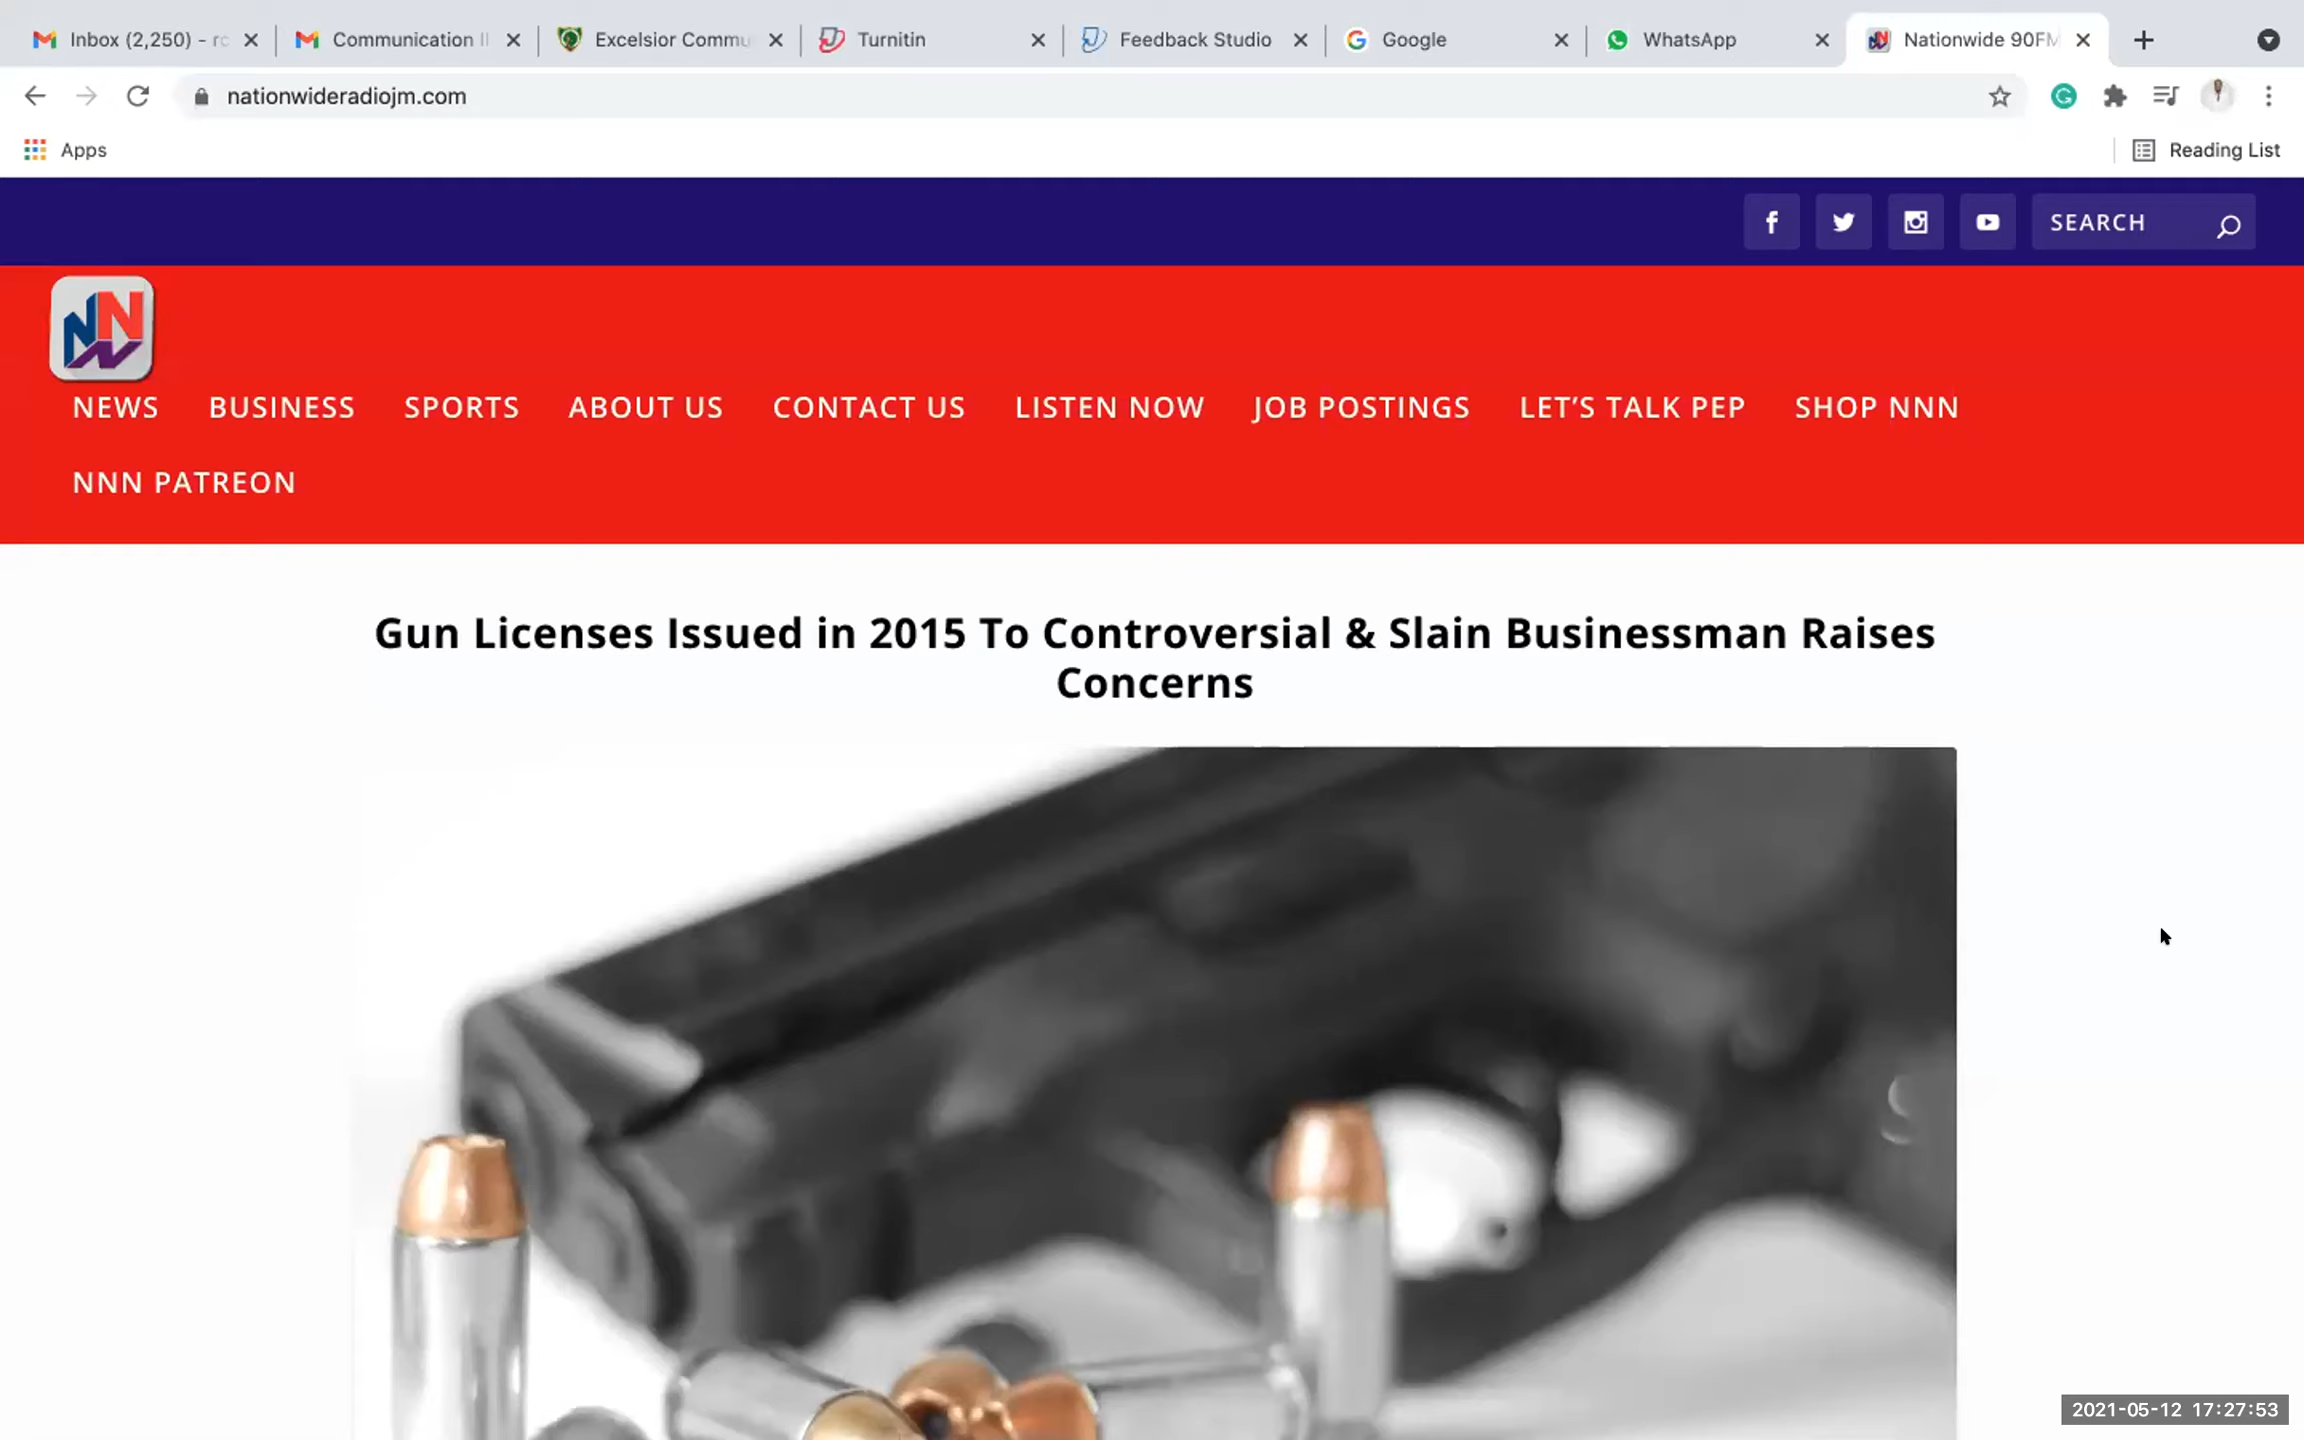 Inbox (2,250) - rc
Communication II
Excelsior Commu
Turnitin
Feedback Studio
Google
WhatsApp
Nationwide 90FM
nationwideradiojm.com
Apps
Reading List
SEARCH
NNN
NEWS BUSINESS SPORTS ABOUT US CONTACT US LISTEN NOW JOB POSTINGS LET'S TALK PEP SHOP NNN
NNN PATREON
Gun Licenses Issued in 2015 To Controversial & Slain Businessman Raises
Concerns
2021-05-12 17:27:53